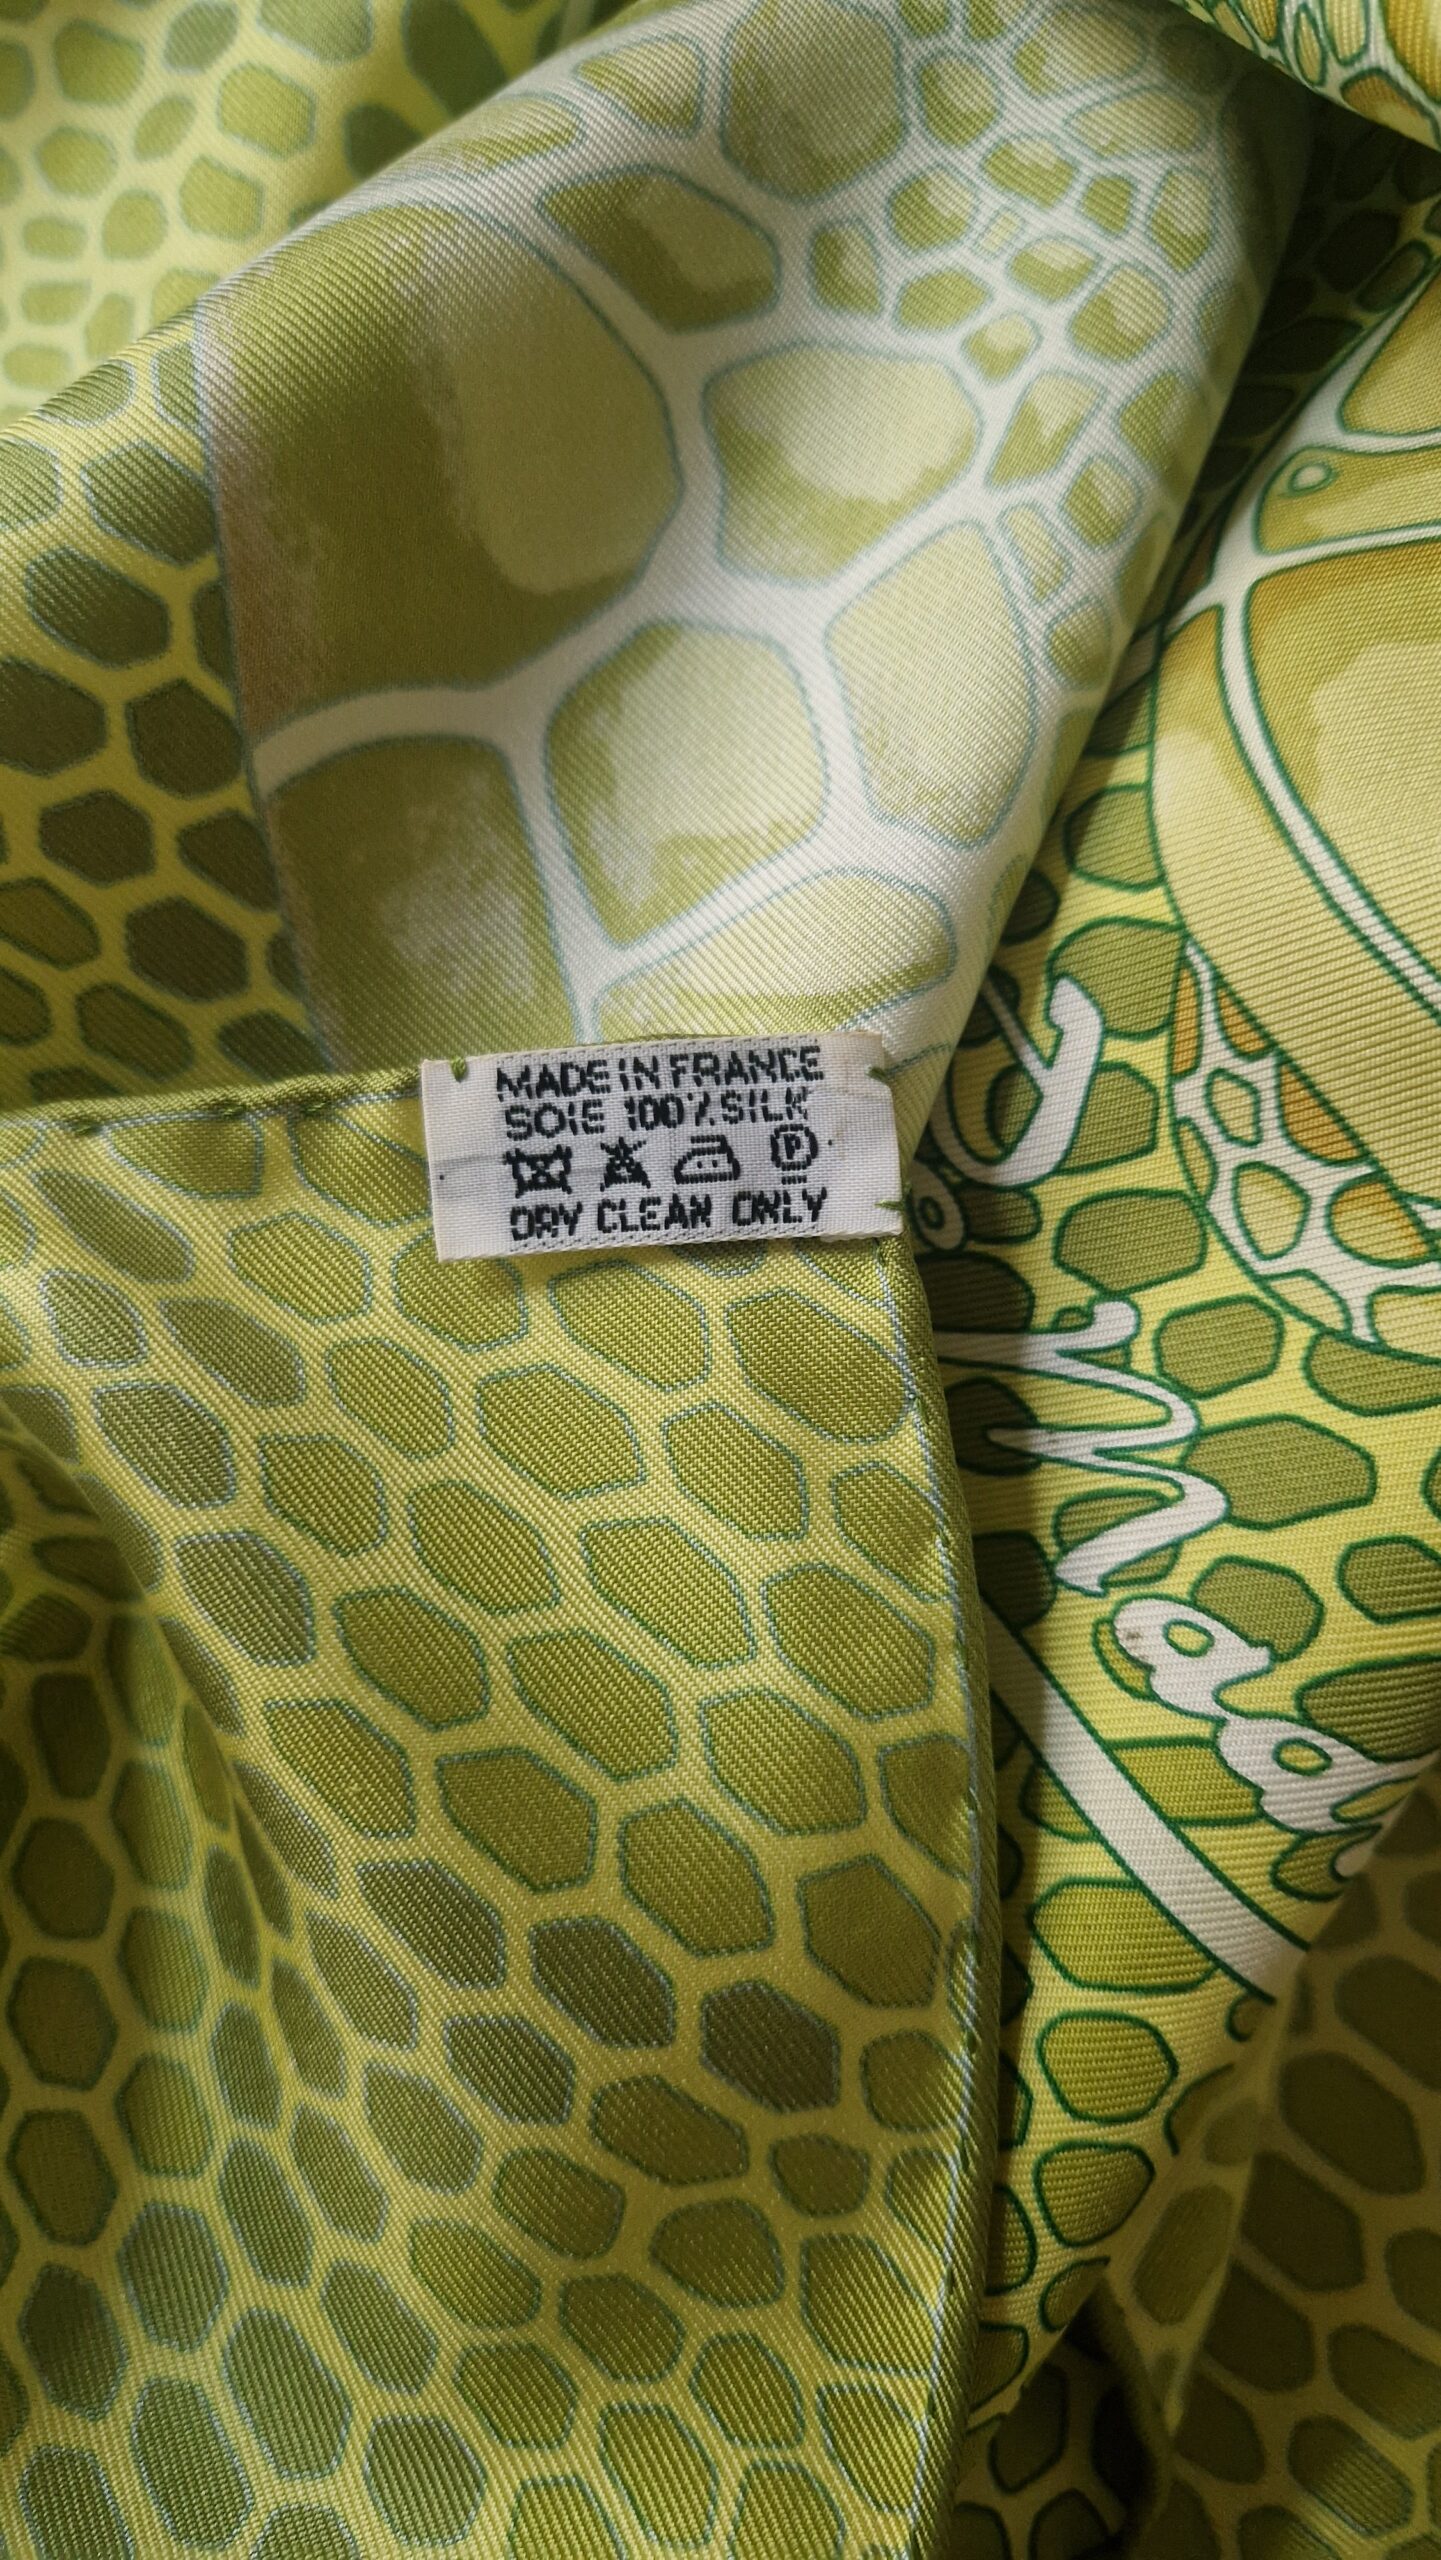 MADE IN FRANCE
SOIE 100% SILK
P
DRY CLEAN ONLY